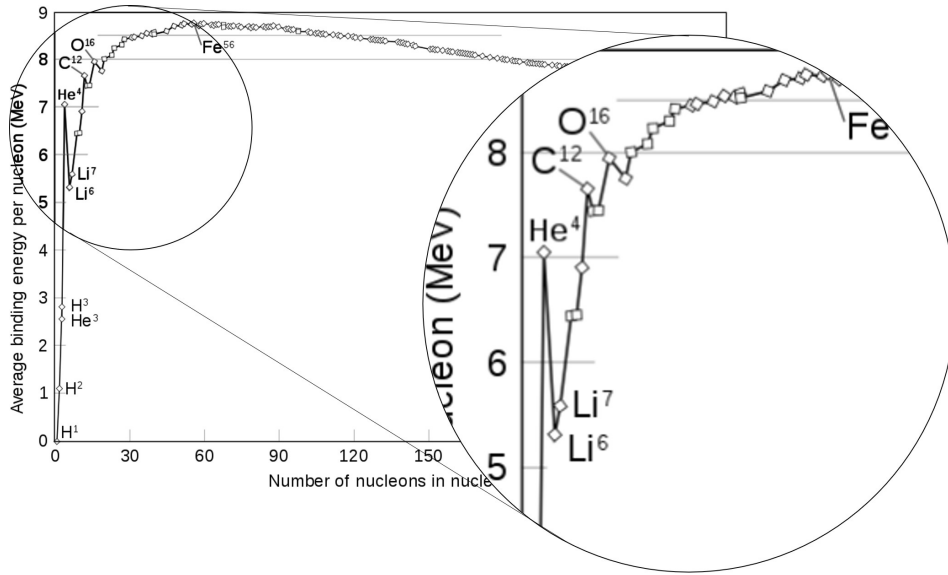 9
8
7
6
5
4
3
2
1
0
Average binding energy per nucleon (MeV)
O¹⁶
C¹²
He⁴
Li⁷
Li⁶
H³
He³
H²
H¹
Fe⁵⁶
0 30 60 90 120 150
Number of nucleons in nucle
8
7
6
5
ucleon (MeV)
O¹⁶
C¹²
He⁴
Li⁷
Li⁶
Fe